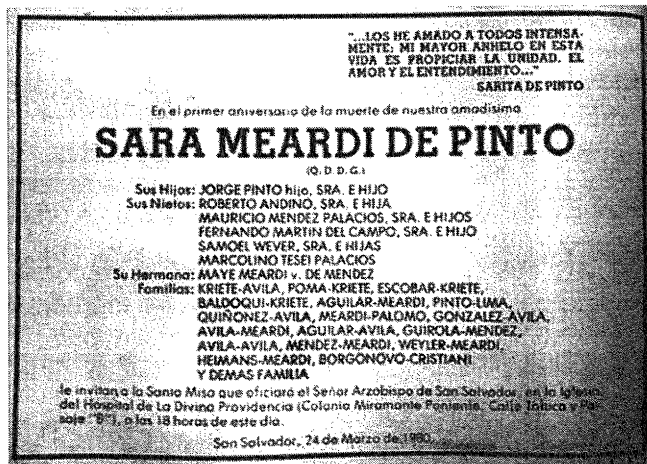 "...LOS HE AMADO A TODOS INTENSA-
MENTE; MI MAYOR ANHELO EN ESTA
VIDA ES PROPICIAR LA UNIDAD, EL
AMOR Y EL ENTENDIMIENTO..."
SARITA DE PINTO
En el primer aniversario de la muerte de nuestra amadísima
SARA MEARDI DE PINTO
(Q. D. D. G.)
Sus Hijos: JORGE PINTO hijo, SRA. E HIJO
Sus Nietos: ROBERTO ANDINO, SRA. E HIJA
MAURICIO MENDEZ PALACIOS, SRA. E HIJOS
FERNANDO MARTIN DEL CAMPO, SRA. E HIJO
SAMOEL WEVER, SRA. E HIJAS
MARCOLINO TESEI PALACIOS
Su Hermana: MAYE MEARDI v. DE MENDEZ
Familias: KRIETE-AVILA, POMA-KRIETE, ESCOBAR-KRIETE,
BALDOQUI-KRIETE, AGUILAR-MEARDI, PINTO-LIMA,
QUIÑONEZ-AVILA, MEARDI-PALOMO, GONZALEZ-AVILA,
AVILA-MEARDI, AGUILAR-AVILA, GUIROLA-MENDEZ,
AVILA-AVILA, MENDEZ-MEARDI, WEYLER-MEARDI,
HEIMANS-MEARDI, BORGONOVO-CRISTIANI
Y DEMAS FAMILIA
le invitan a la Santa Misa que oficiará el Señor Arzobispo de San Salvador, en la Iglesia
del Hospital de La Divina Providencia (Colonia Miramonte Poniente, Calle Toluca y Pa-
saje "B"), a las 18 horas de este día.
San Salvador, 24 de Marzo de 1980.